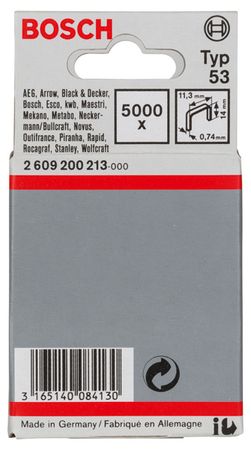 BOSCH
BOSCH
Typ
53
AEG, Arrow, Black & Decker,
Bosch, Esco, kwb, Maestri,
Mekano, Metabo, Necker-
mann/Bullcraft, Novus,
Outifrance, Piranha, Rapid,
Rocagraf, Stanley, Wolfcraft
5000
x
11,3 mm
14 mm
0,74mm
2 609 200 213-000
3 165140 084130
Made in Germany / Fabriqué en Allemagne